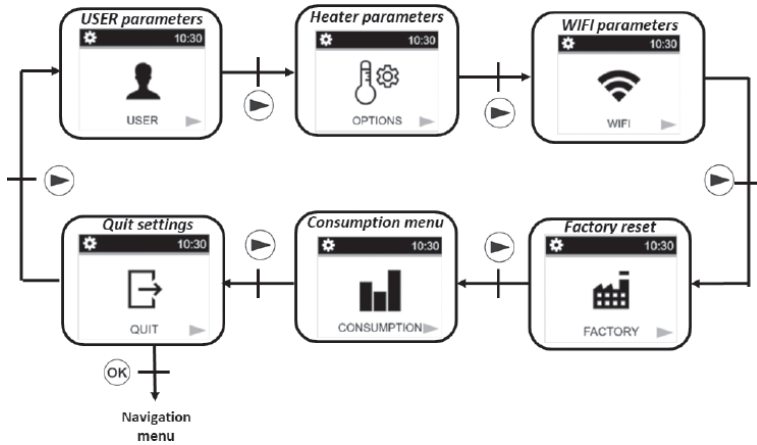 USER parameters
10:30
USER
Heater parameters
10:30
OPTIONS
WIFI parameters
10:30
WIFI
Quit settings
10:30
QUIT
Consumption menu
10:30
CONSUMPTION
Factory reset
10:30
FACTORY
OK
Navigation
menu